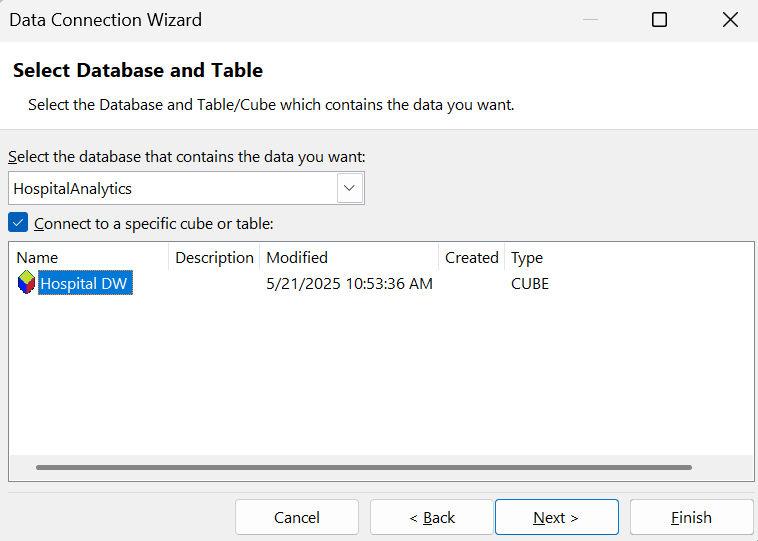 Data Connection Wizard
Select Database and Table
Select the Database and Table/Cube which contains the data you want.
Select the database that contains the data you want:
HospitalAnalytics
Connect to a specific cube or table:
Name Description Modified Created Type
Hospital DW 5/21/2025 10:53:36 AM CUBE
Cancel < Back Next > Finish